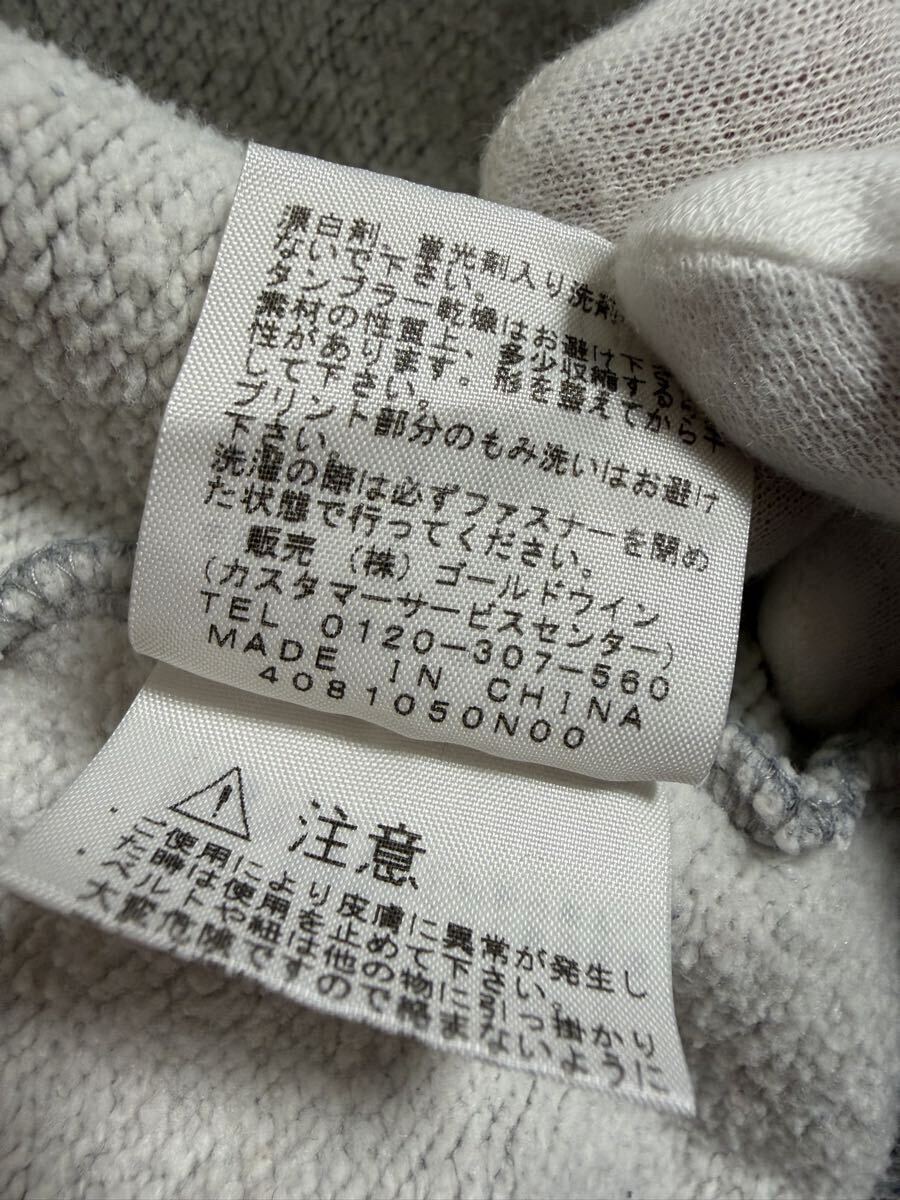 漂白剤、蛍光剤入り洗剤
ないで下さい。
タンブラー乾燥はお避け下さ
素材の性質上、多少収縮する
性があります。形を整えてから干
して下さい。
プリント部分のもみ洗いはお避け
下さい。
洗濯の際は必ずファスナーを閉め
た状態で行ってください。
販売 (株) ゴールドウイン
(カスタマーサービスセンター)
TEL 0120-307-560
MADE IN CHINA
4081050N00
注意
ご使用により皮膚に異常が発生し
た時は使用を止めて下さい。
ベルトや紐は他の物に引っ掛かり
大変危険ですので絡まないように